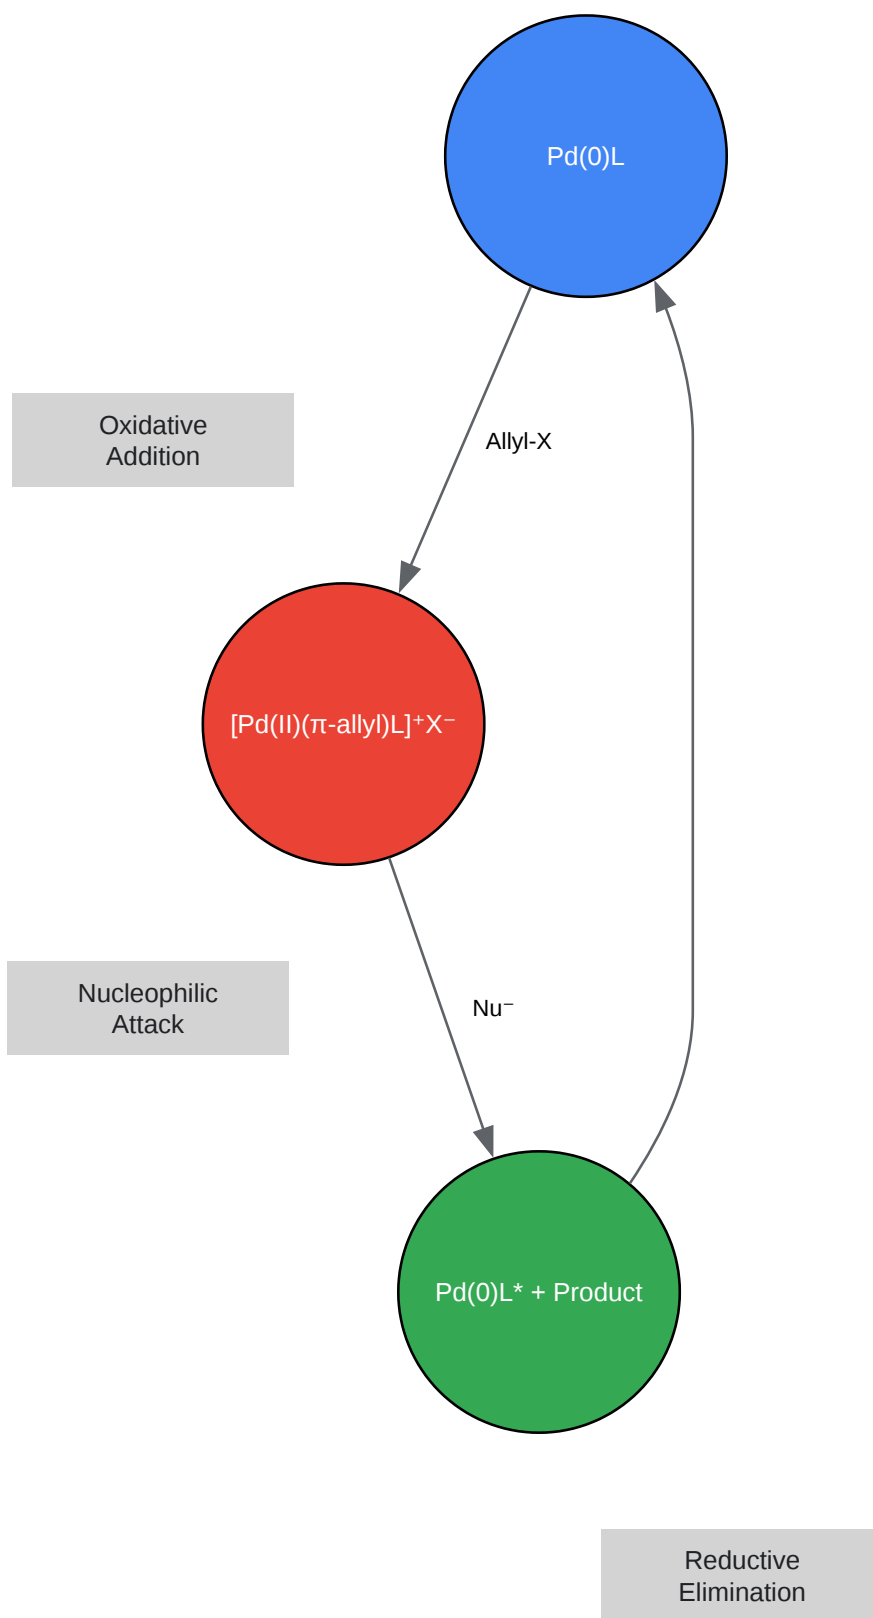 Pd(0)L
Oxidative
Addition
Allyl-X
[Pd(II)(π-allyl)L]⁺X⁻
Nucleophilic
Attack
Nu⁻
Pd(0)L* + Product
Reductive
Elimination